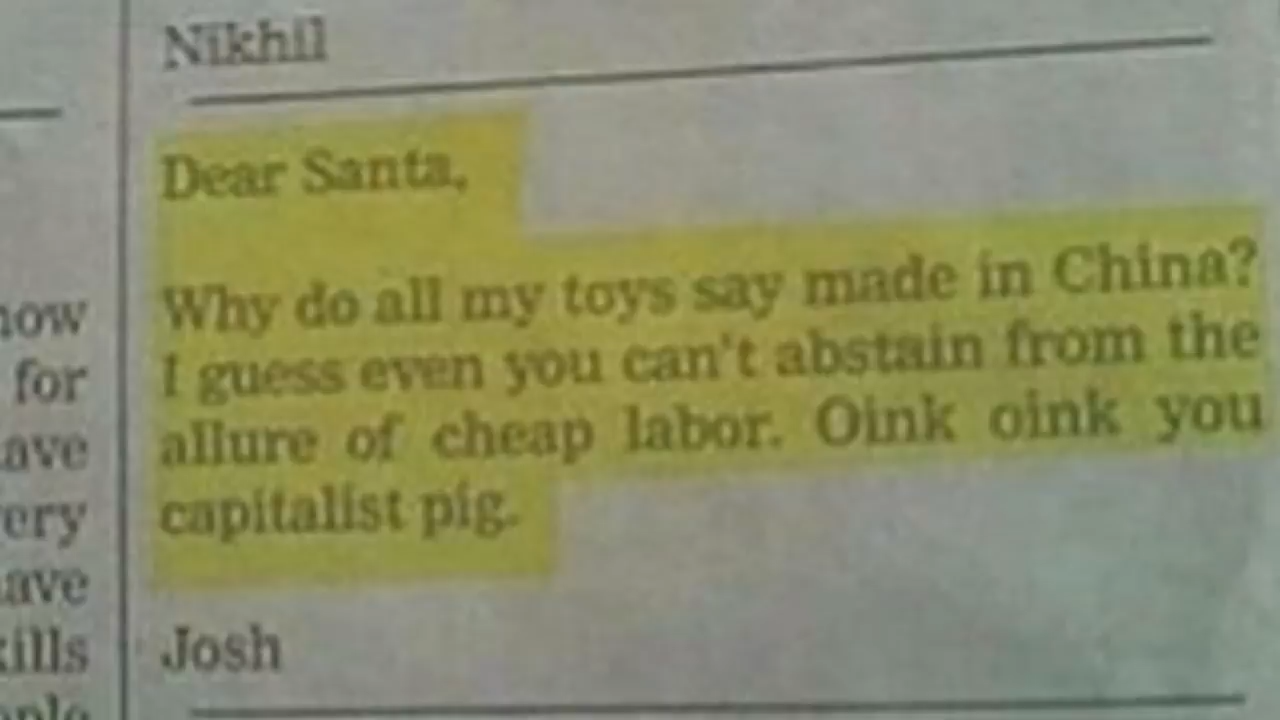 Nikhil
Dear Santa,
Why do all my toys say made in China?
I guess even you can't abstain from the
allure of cheap labor. Oink oink you
capitalist pig.
Josh
for